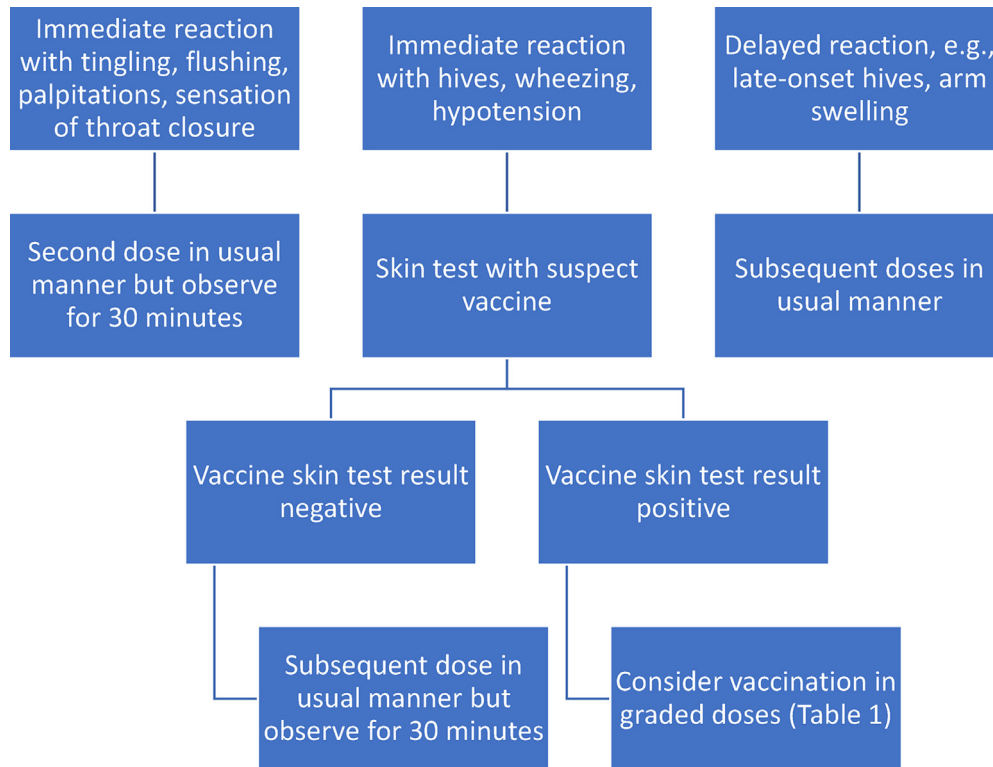 Immediate reaction
with tingling, flushing,
palpitations, sensation
of throat closure
Immediate reaction
with hives, wheezing,
hypotension
Delayed reaction, e.g.,
late-onset hives, arm
swelling
Second dose in usual
manner but observe
for 30 minutes
Skin test with suspect
vaccine
Subsequent doses in
usual manner
Vaccine skin test result
negative
Vaccine skin test result
positive
Subsequent dose in
usual manner but
observe for 30 minutes
Consider vaccination in
graded doses (Table 1)